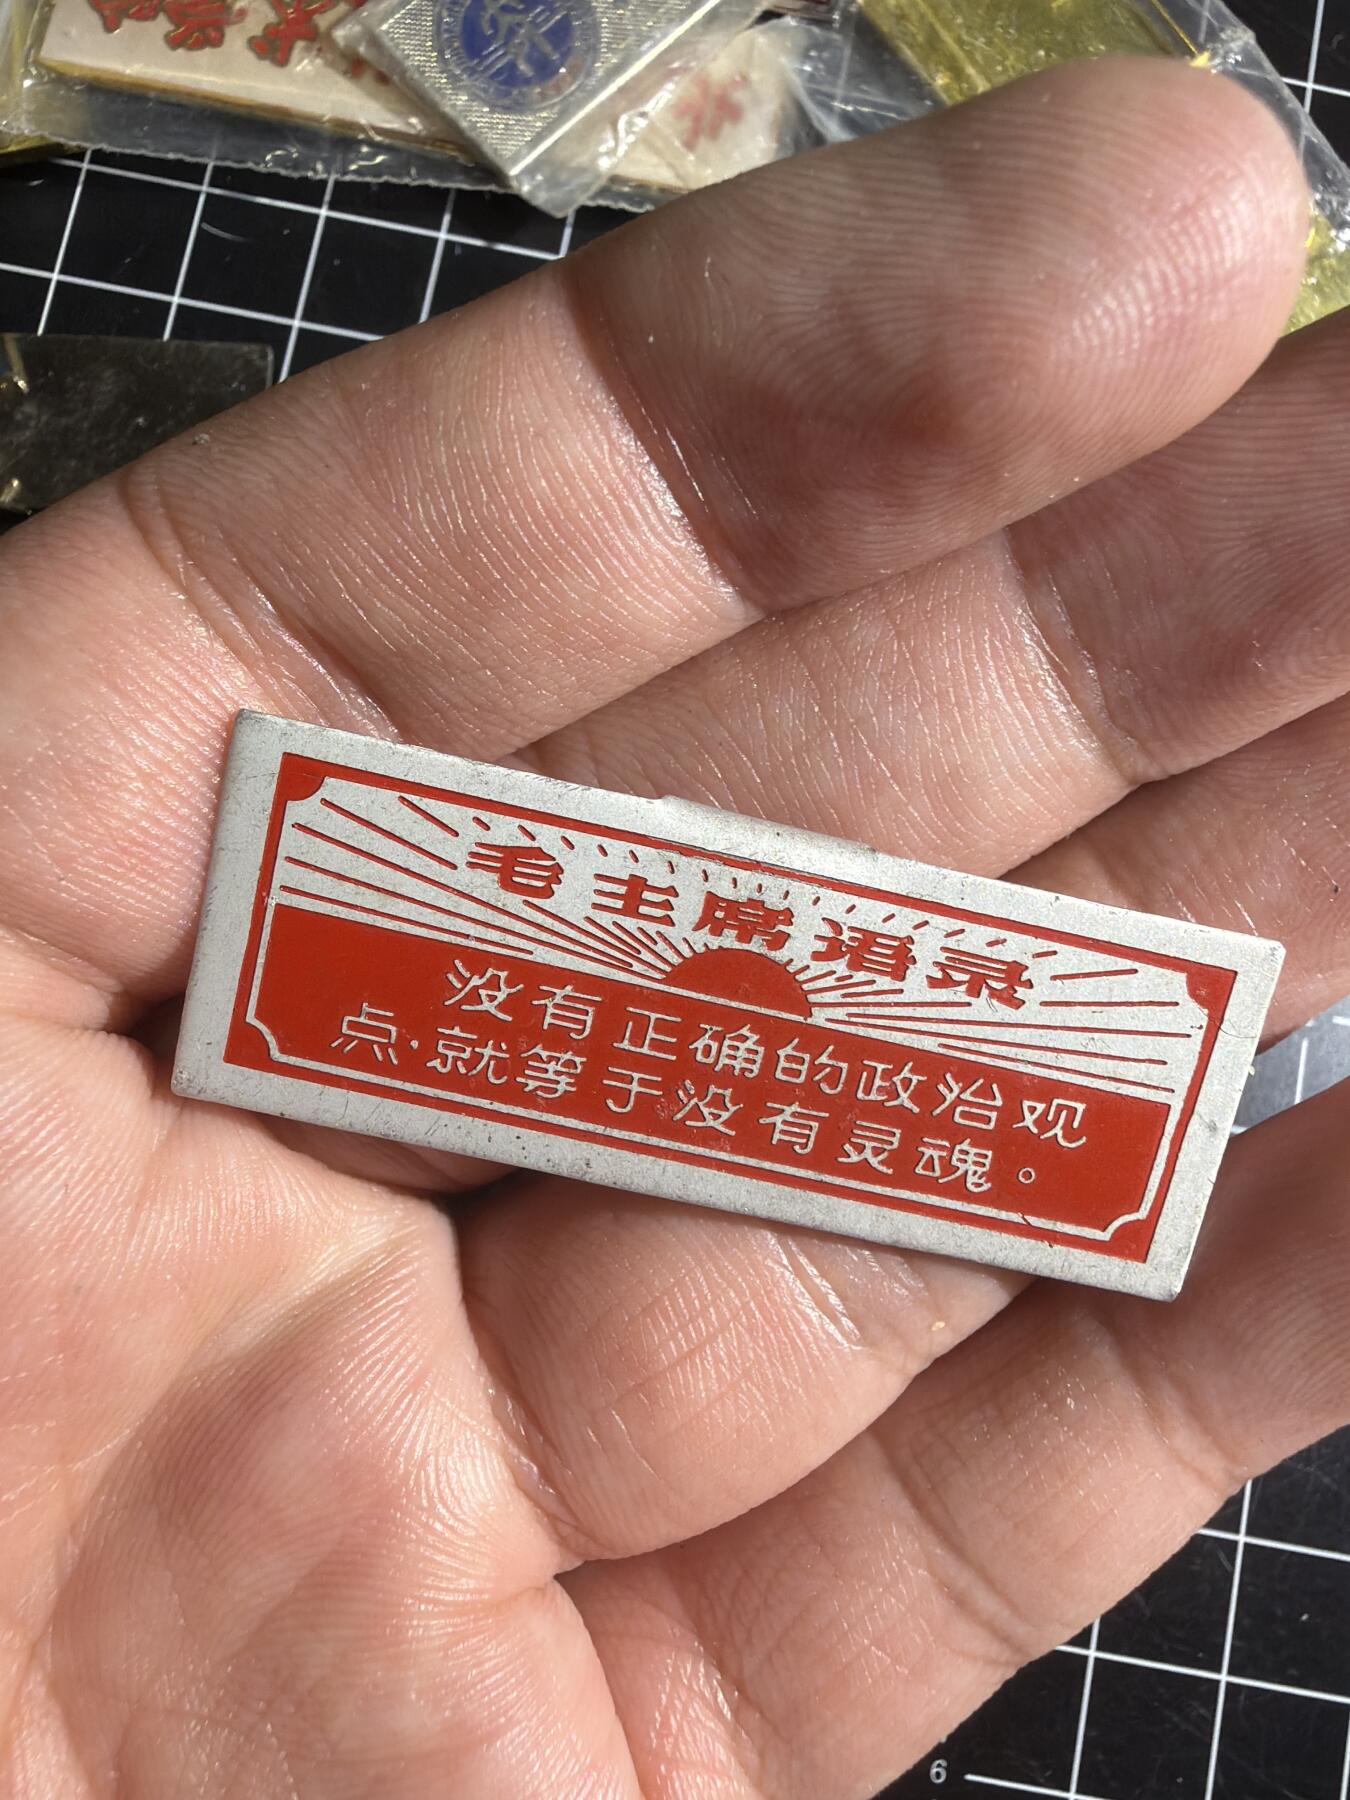 毛主席语录
没有正确的政治观
点·就等于没有灵魂。
6